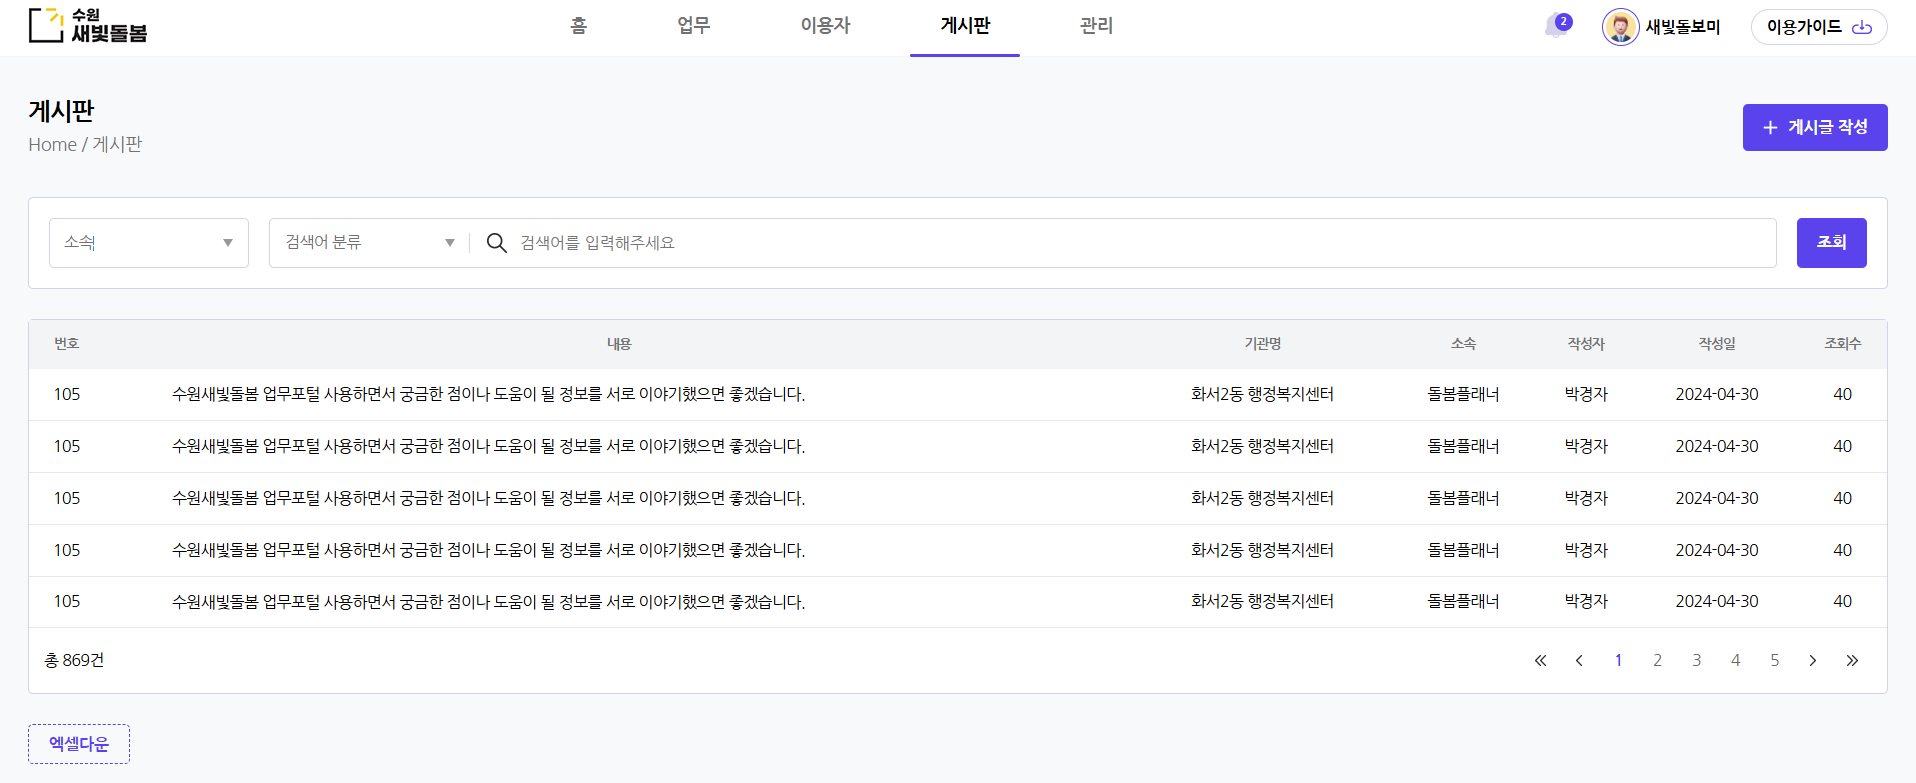 수원
새빛돌봄
홈 업무 이용자 게시판 관리
2 새빛돌보미 이용가이드
게시판
Home / 게시판
+ 게시글 작성
소속 검색어 분류 검색어를 입력해주세요 조회
번호 내용 기관명 소속 작성자 작성일 조회수
105 수원새빛돌봄 업무포털 사용하면서 궁금한 점이나 도움이 될 정보를 서로 이야기했으면 좋겠습니다. 화서2동 행정복지센터 돌봄플래너 박경자 2024-04-30 40
105 수원새빛돌봄 업무포털 사용하면서 궁금한 점이나 도움이 될 정보를 서로 이야기했으면 좋겠습니다. 화서2동 행정복지센터 돌봄플래너 박경자 2024-04-30 40
105 수원새빛돌봄 업무포털 사용하면서 궁금한 점이나 도움이 될 정보를 서로 이야기했으면 좋겠습니다. 화서2동 행정복지센터 돌봄플래너 박경자 2024-04-30 40
105 수원새빛돌봄 업무포털 사용하면서 궁금한 점이나 도움이 될 정보를 서로 이야기했으면 좋겠습니다. 화서2동 행정복지센터 돌봄플래너 박경자 2024-04-30 40
105 수원새빛돌봄 업무포털 사용하면서 궁금한 점이나 도움이 될 정보를 서로 이야기했으면 좋겠습니다. 화서2동 행정복지센터 돌봄플래너 박경자 2024-04-30 40
총 869건 « ‹ 1 2 3 4 5 › »
엑셀다운